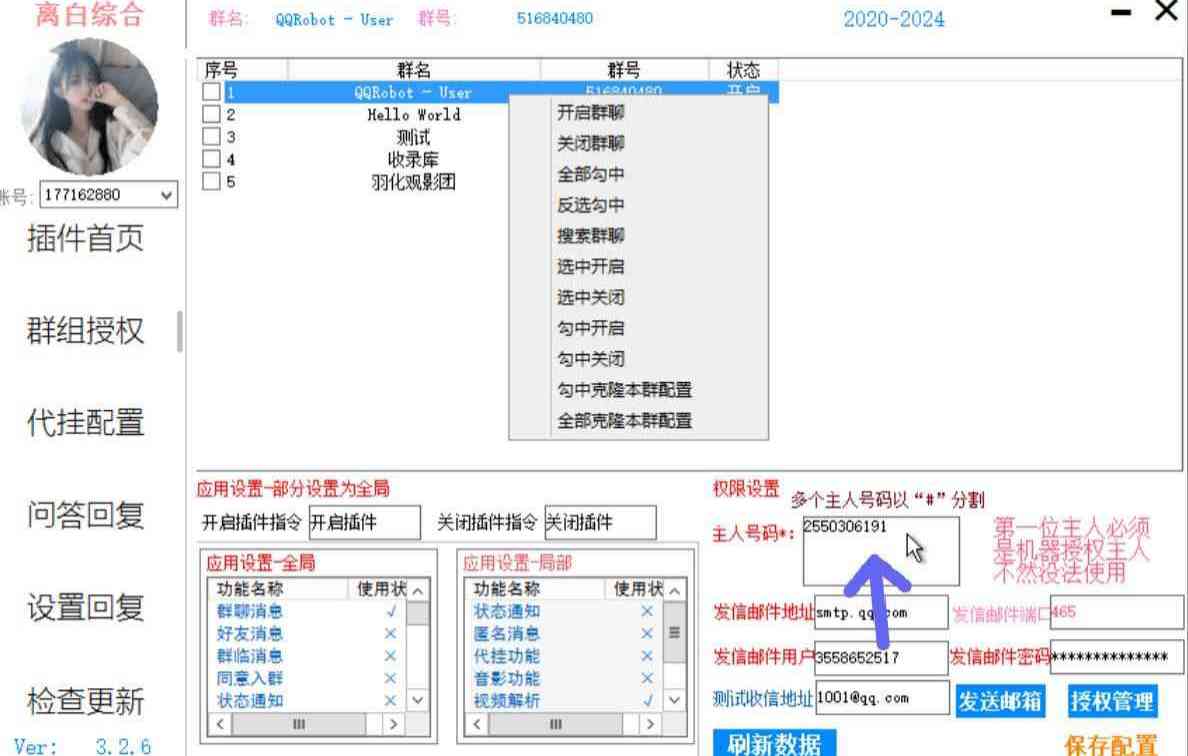 离白综合
群名: QQRobot - User 群号: 516840480 2020-2024
账号: 177162880
插件首页
群组授权
代挂配置
问答回复
设置回复
检查更新
Ver: 3.2.6
序号 群名 群号 状态
1 QQRobot - User 516840480 开启
2 Hello World
3 测试
4 收录库
5 羽化观影团
开启群聊
关闭群聊
全部勾中
反选勾中
搜索群聊
选中开启
选中关闭
勾中开启
勾中关闭
勾中克隆本群配置
全部克隆本群配置
应用设置-部分设置为全局
开启插件指令 开启插件 关闭插件指令 关闭插件
应用设置-全局
功能名称 使用状
群聊消息 √
好友消息 ×
群临消息 ×
同意入群 ×
状态通知 ×
应用设置-局部
功能名称 使用状
状态通知 ×
匿名消息 ×
代挂功能 ×
音影功能 ×
视频解析 √
权限设置 多个主人号码以“#”分割
主人号码*: 2550306191
第一位主人必须
是机器授权主人
不然没法使用
发信邮件地址 smtp.qq.com 发信邮件端口 465
发信邮件用户 3558652517 发信邮件密码 **************
测试收信地址 1001@qq.com 发送邮箱 授权管理
刷新数据 保存配置